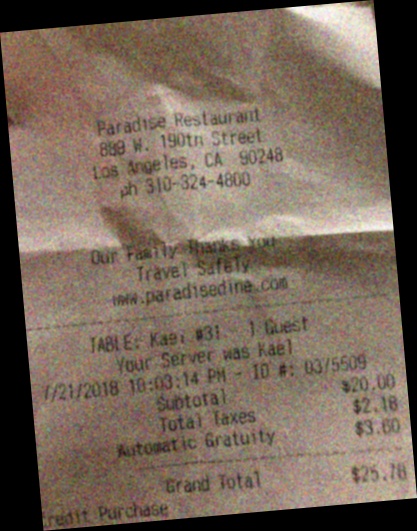 Paradise Restaurant
889 W. 190th Street
Los Angeles, CA 90248
ph 310-324-4800
Our Family Thanks You
Travel Safely
www.paradisedine.com
TABLE: #31 1 Guest
Your Server was Kael
7/21/2018 10:03:14 PM - ID #: 03/5509
Subtotal $20.00
Total Taxes $2.18
Automatic Gratuity $3.60
Grand Total $25.78
Credit Purchase